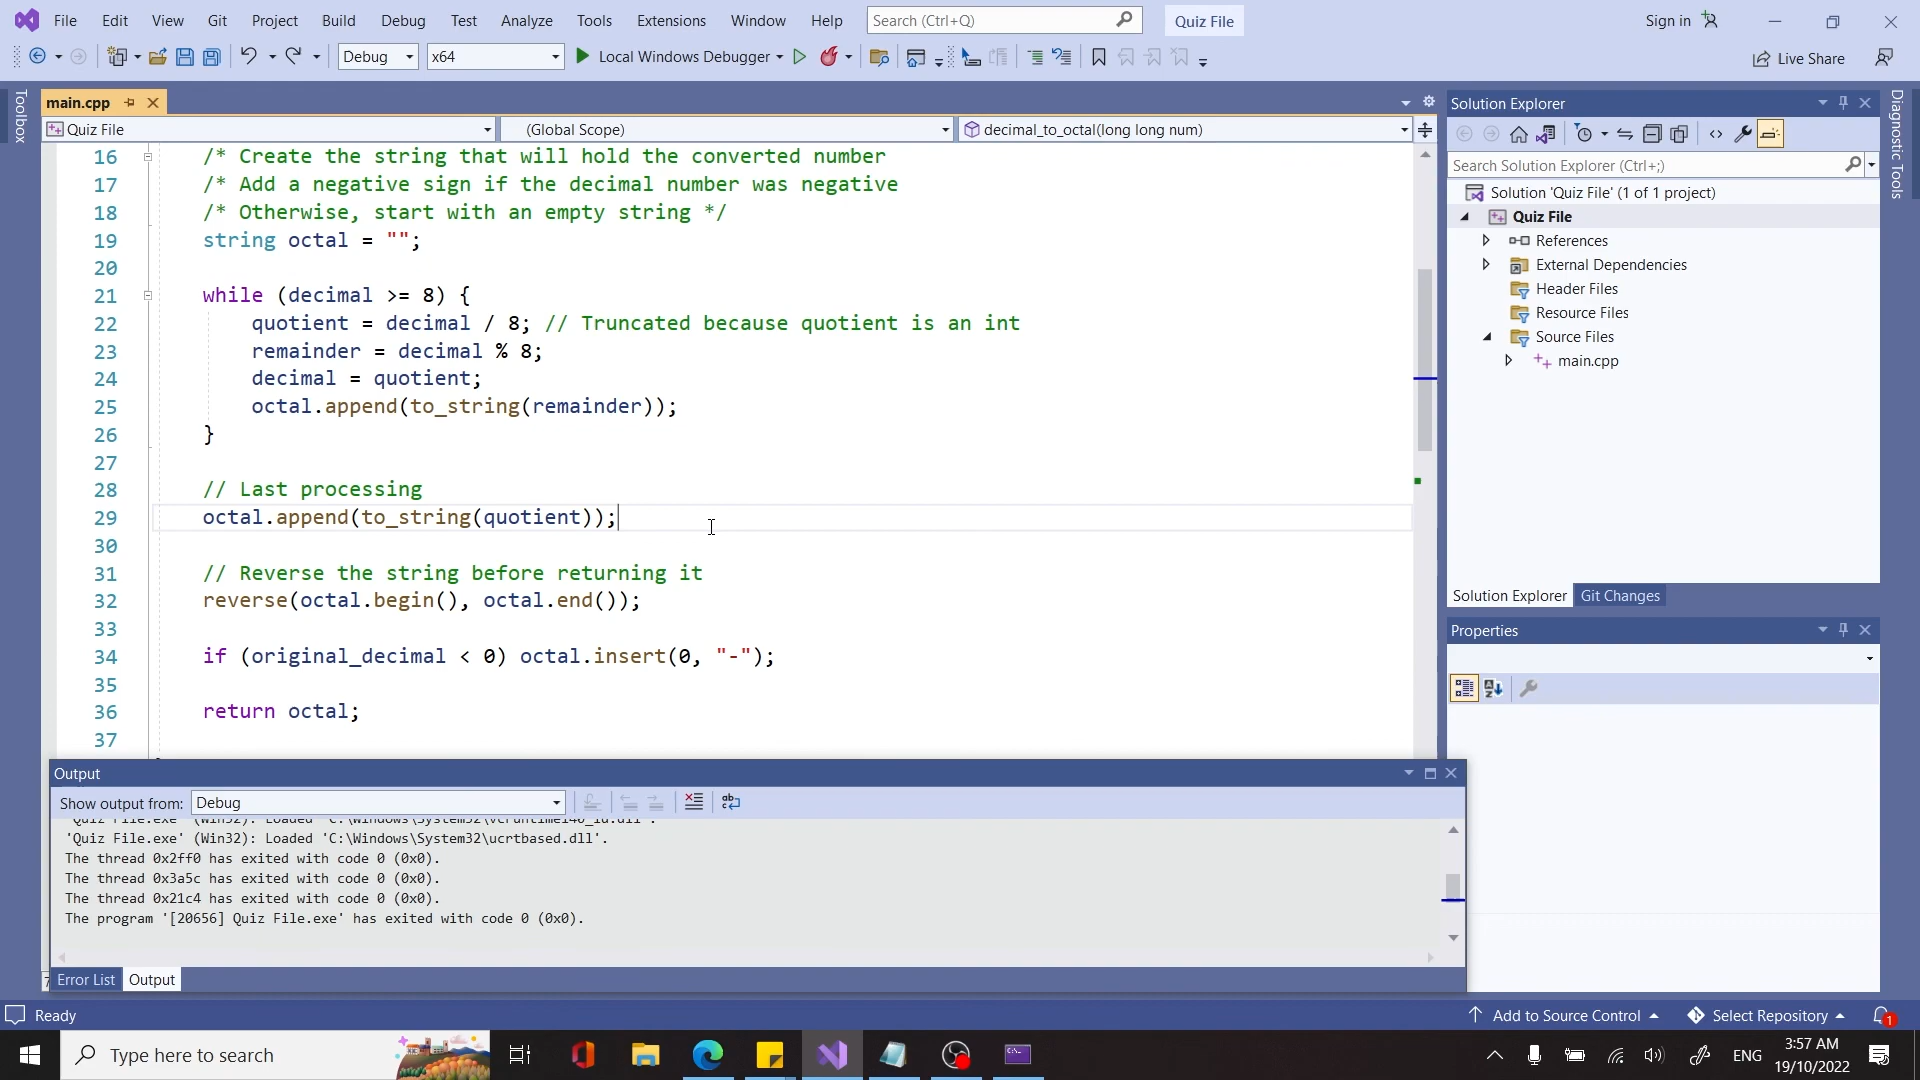 File Edit View Git Project Build Debug Test Analyze Tools Extensions Window Help Search (Ctrl+Q) Quiz File Sign in
Debug x64 Local Windows Debugger Live Share
Toolbox
main.cpp
Quiz File (Global Scope) decimal_to_octal(long long num)
16 /* Create the string that will hold the converted number
17 /* Add a negative sign if the decimal number was negative
18 /* Otherwise, start with an empty string */
19 string octal = "";
20
21 while (decimal >= 8) {
22 quotient = decimal / 8; // Truncated because quotient is an int
23 remainder = decimal % 8;
24 decimal = quotient;
25 octal.append(to_string(remainder));
26 }
27
28 // Last processing
29 octal.append(to_string(quotient));
30
31 // Reverse the string before returning it
32 reverse(octal.begin(), octal.end());
33
34 if (original_decimal < 0) octal.insert(0, "-");
35
36 return octal;
37
Output
Show output from: Debug
'Quiz File.exe' (Win32): Loaded 'C:\Windows\System32\ucrtbased.dll'.
The thread 0x2ff0 has exited with code 0 (0x0).
The thread 0x3a5c has exited with code 0 (0x0).
The thread 0x21c4 has exited with code 0 (0x0).
The program '[20656] Quiz File.exe' has exited with code 0 (0x0).
Error List Output
Solution Explorer
Search Solution Explorer (Ctrl+;)
Solution 'Quiz File' (1 of 1 project)
Quiz File
References
External Dependencies
Header Files
Resource Files
Source Files
main.cpp
Solution Explorer Git Changes
Properties
Diagnostic Tools
Ready Add to Source Control Select Repository 1
Type here to search ENG 3:57 AM
19/10/2022